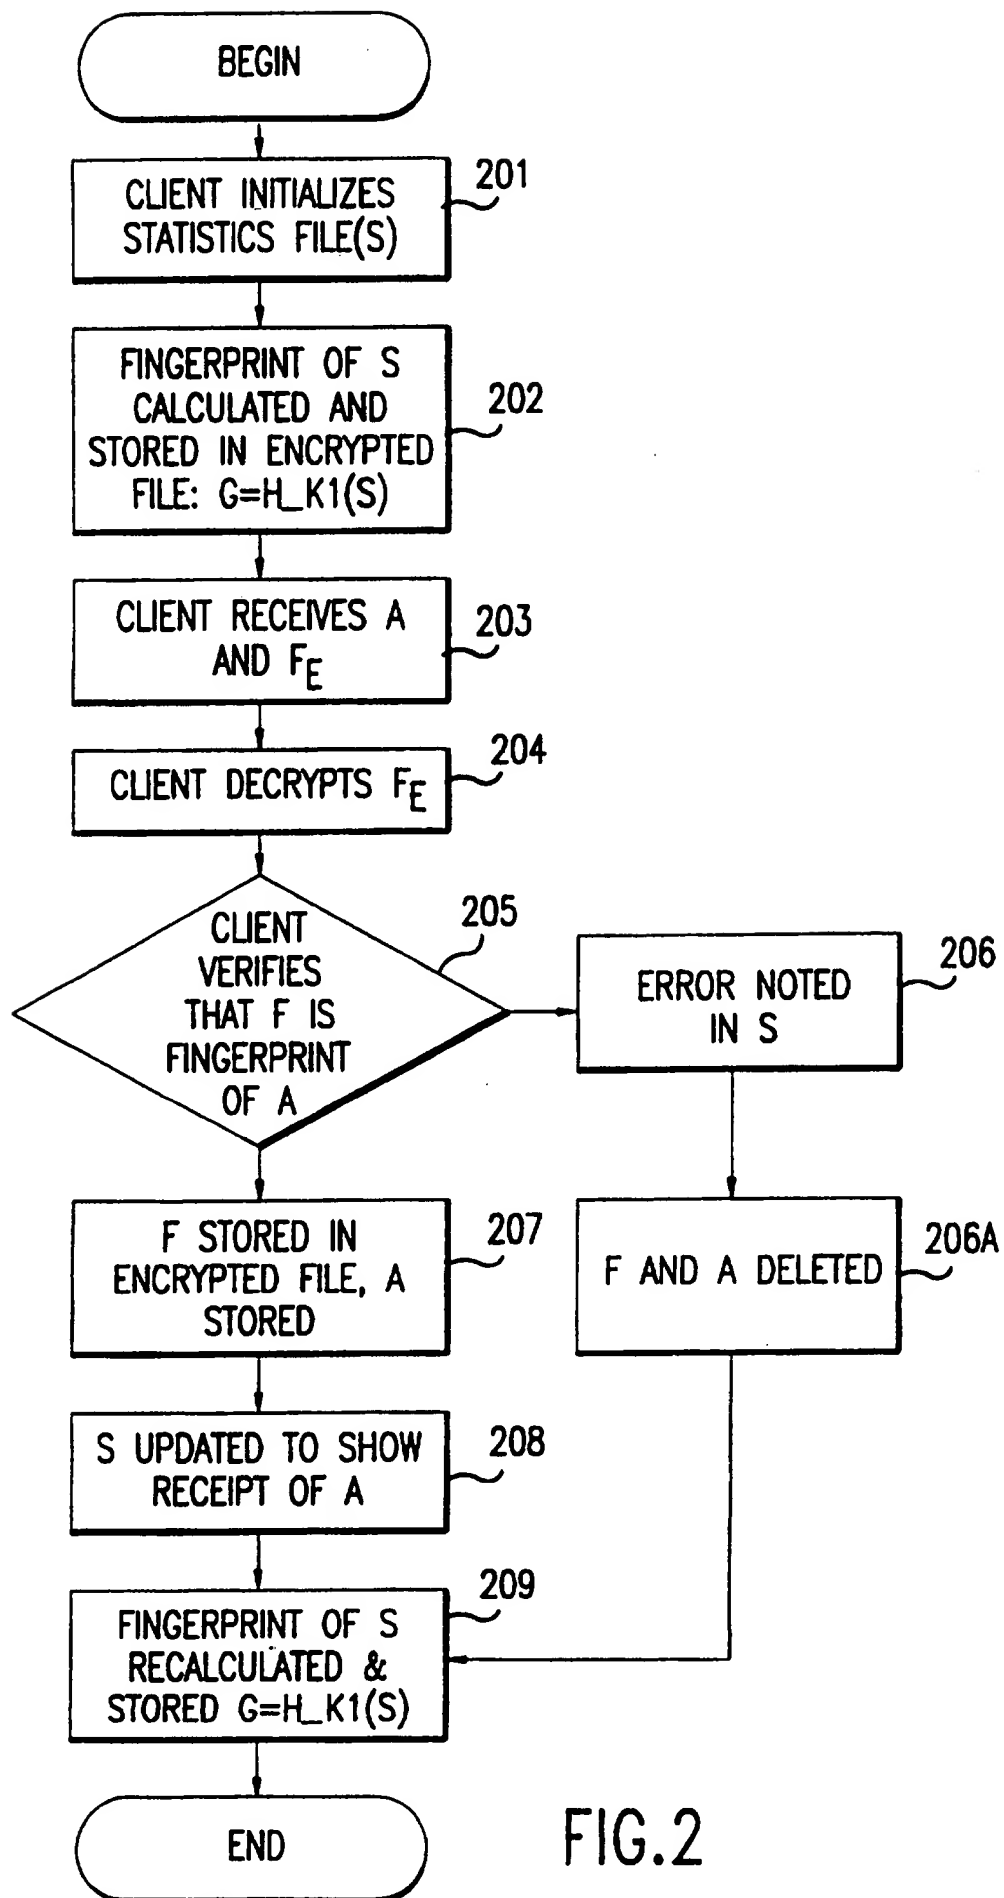 BEGIN
CLIENT INITIALIZES
STATISTICS FILE(S)
201
FINGERPRINT OF S
CALCULATED AND
STORED IN ENCRYPTED
FILE: G=H_K1(S)
202
CLIENT RECEIVES A
AND FE
203
CLIENT DECRYPTS FE
204
CLIENT
VERIFIES
THAT F IS
FINGERPRINT
OF A
205
ERROR NOTED
IN S
206
F STORED IN
ENCRYPTED FILE, A
STORED
207
F AND A DELETED
206A
S UPDATED TO SHOW
RECEIPT OF A
208
FINGERPRINT OF S
RECALCULATED &
STORED G=H_K1(S)
209
END
FIG.2